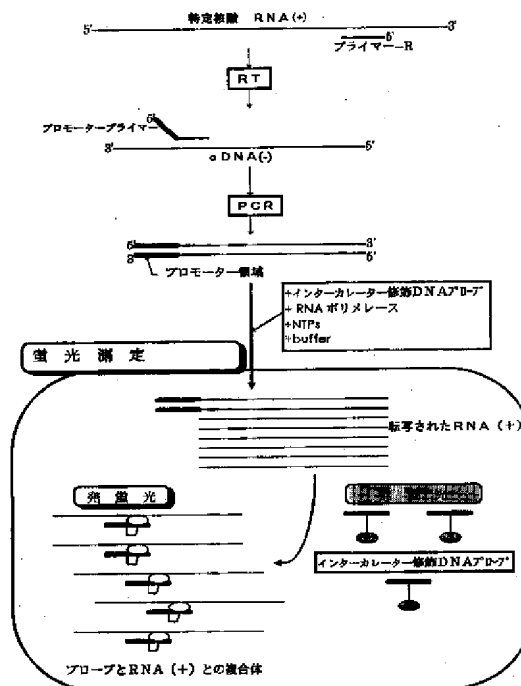 特定核酸 RNA(+)
5'
3'
5'
プライマーーR
RT
5'
プロモータープライマー
3'
5'
cDNA(-)
PCR
5'
3'
3'
5'
プロモーター領域
+インターカレーター修飾DNAプローブ
+ RNAポリメレース
+NTPs
+buffer
蛍光測定
転写されたRNA (+)
発蛍光
インターカレーター修飾DNAプローブ
プローブとRNA (+) との複合体